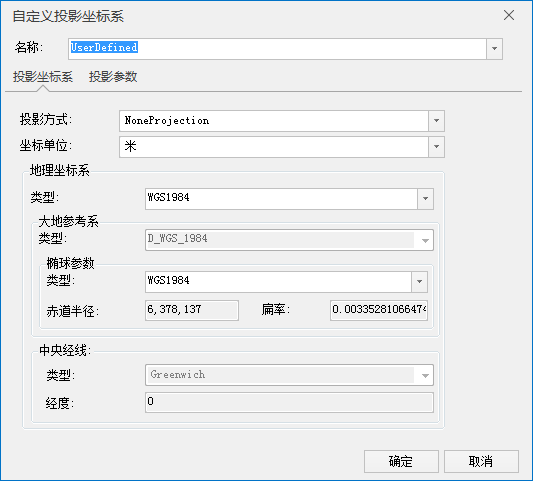 自定义投影坐标系
名称: UserDefined
投影坐标系 投影参数
投影方式: NoneProjection
坐标单位: 米
地理坐标系
类型: WGS1984
大地参考系
类型: D_WGS_1984
椭球参数
类型: WGS1984
赤道半径: 6,378,137 扁率: 0.00335281066474
中央经线:
类型: Greenwich
经度: 0
确定 取消